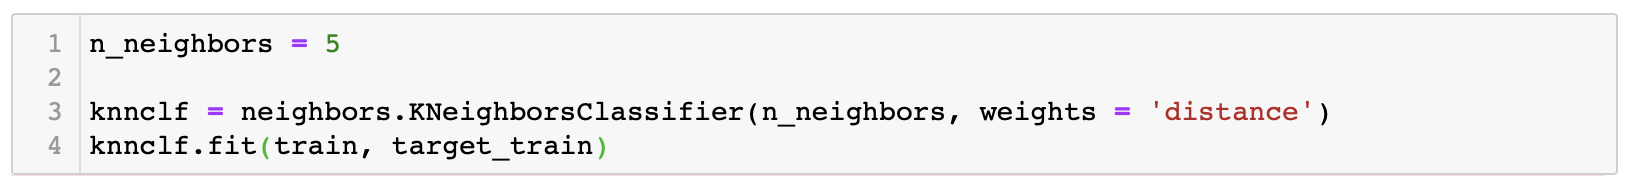 1 n_neighbors = 5
2
3 knnclf = neighbors.KNeighborsClassifier(n_neighbors, weights = 'distance')
4 knnclf.fit(train, target_train)